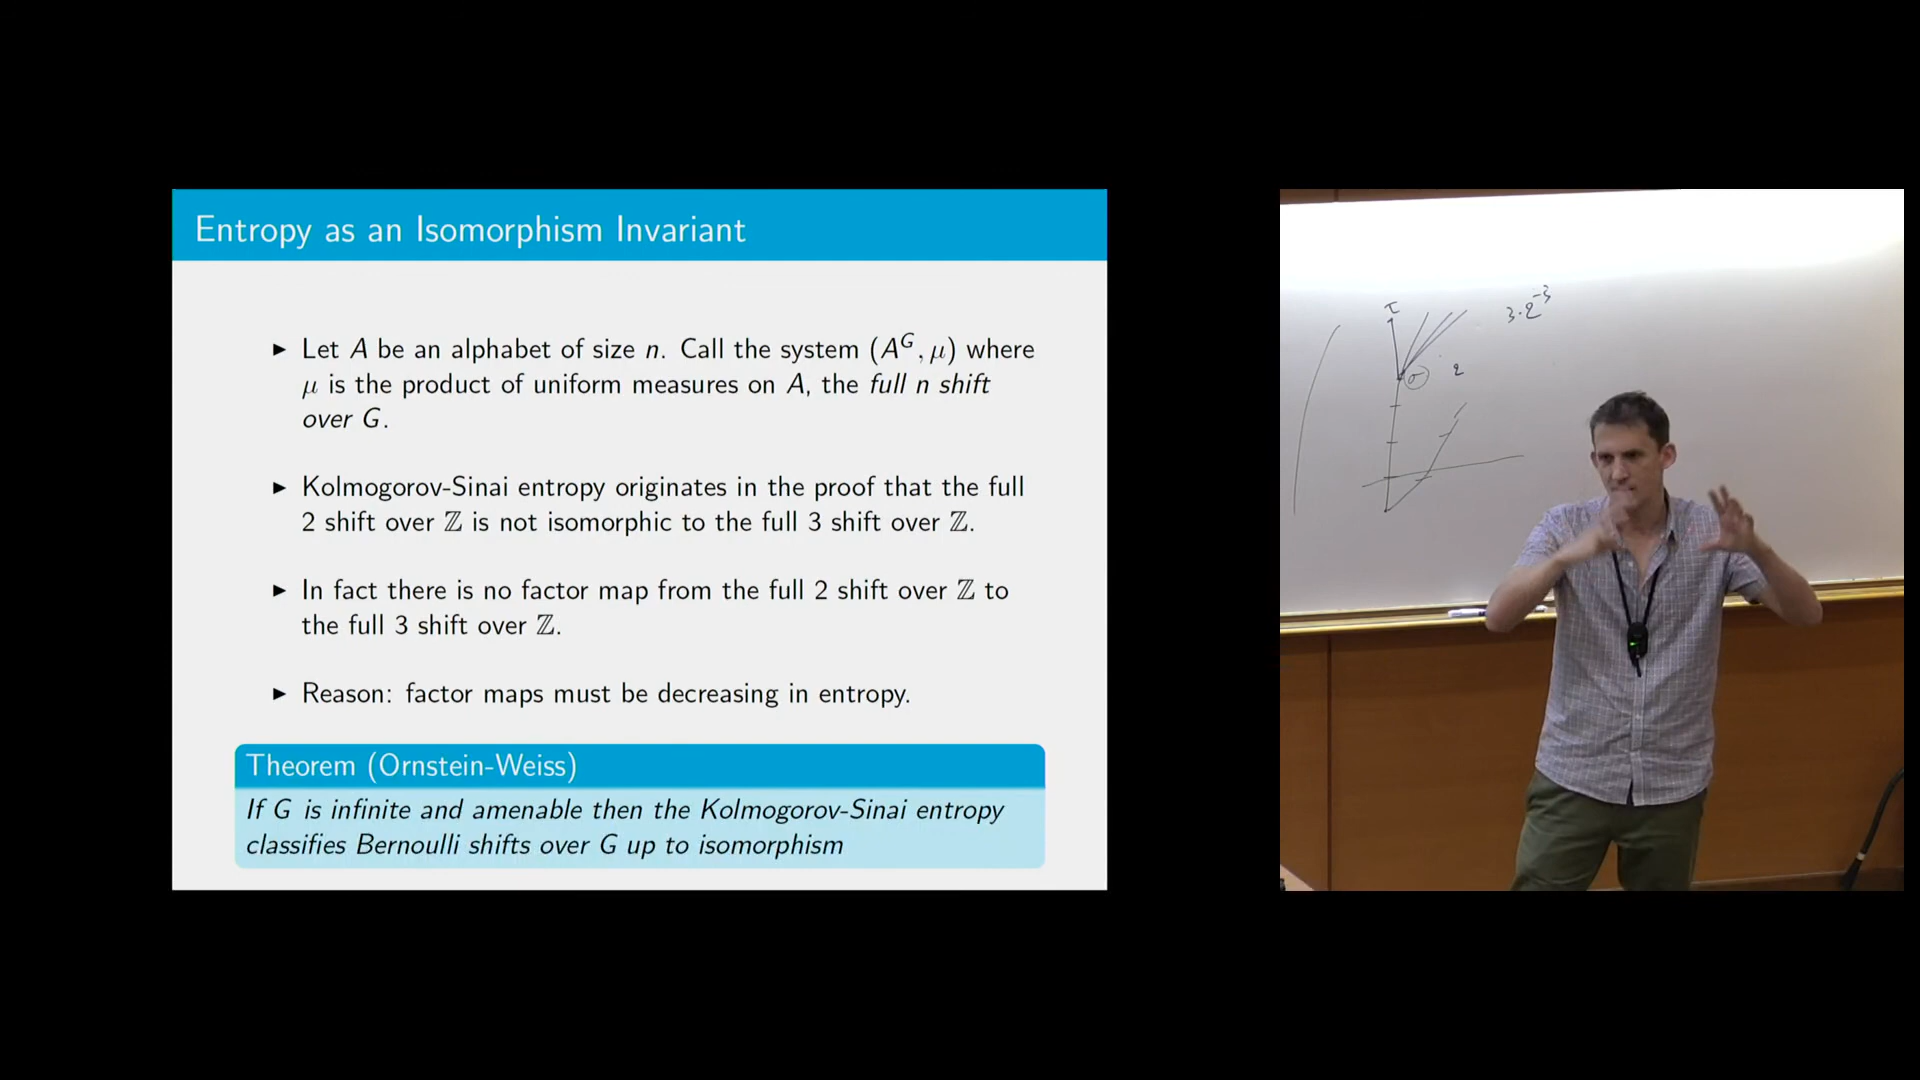 Entropy as an Isomorphism Invariant
► Let A be an alphabet of size n. Call the system (A^G, μ) where
μ is the product of uniform measures on A, the full n shift
over G.
► Kolmogorov-Sinai entropy originates in the proof that the full
2 shift over ℤ is not isomorphic to the full 3 shift over ℤ.
► In fact there is no factor map from the full 2 shift over ℤ to
the full 3 shift over ℤ.
► Reason: factor maps must be decreasing in entropy.
Theorem (Ornstein-Weiss)
If G is infinite and amenable then the Kolmogorov-Sinai entropy
classifies Bernoulli shifts over G up to isomorphism
τ
3·2^-3
σ
2